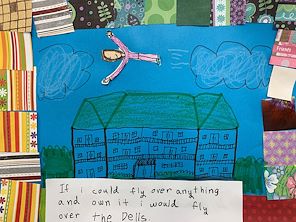 If i could fly over anything
and own it i would fly
over the Dells.